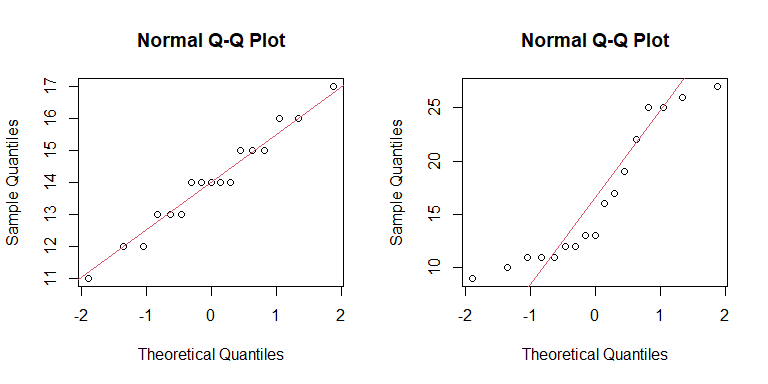 Normal Q-Q Plot
Sample Quantiles
17
16
15
14
13
12
11
-2 -1 0 1 2
Theoretical Quantiles
Normal Q-Q Plot
Sample Quantiles
25
20
15
10
-2 -1 0 1 2
Theoretical Quantiles